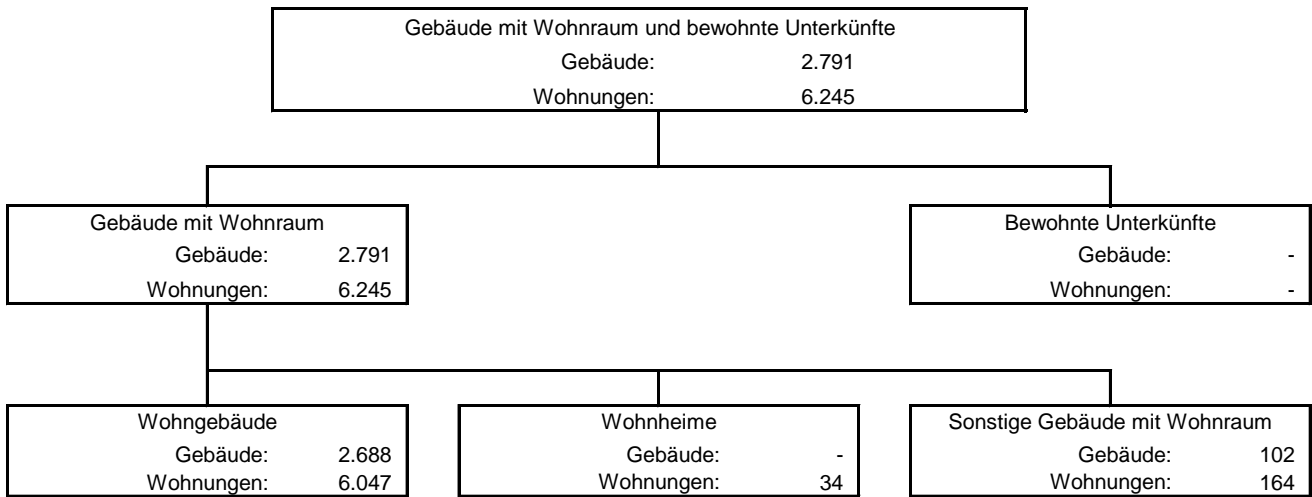 Gebäude mit Wohnraum und bewohnte Unterkünfte
Gebäude: 2.791
Wohnungen: 6.245
Gebäude mit Wohnraum
Gebäude: 2.791
Wohnungen: 6.245
Bewohnte Unterkünfte
Gebäude: -
Wohnungen: -
Wohngebäude
Gebäude: 2.688
Wohnungen: 6.047
Wohnheime
Gebäude: -
Wohnungen: 34
Sonstige Gebäude mit Wohnraum
Gebäude: 102
Wohnungen: 164